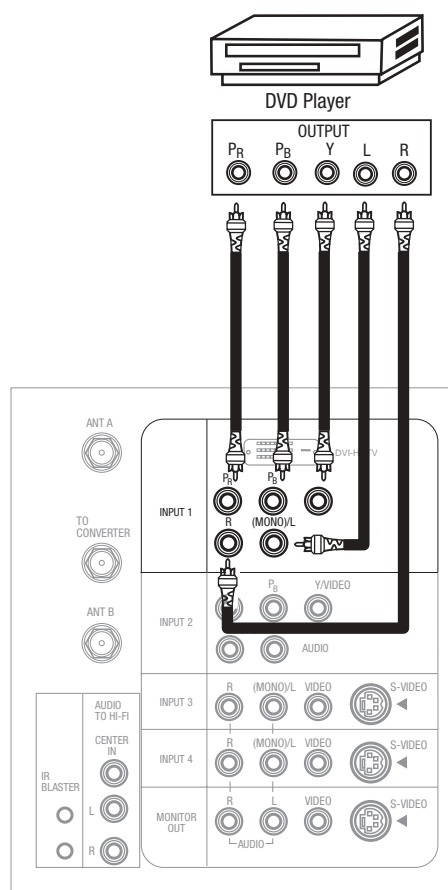 DVD Player
OUTPUT
PR PB Y L R
ANT A
TO
CONVERTER
ANT B
INPUT 1
PR PB
R (MONO)/L
INPUT 2
PB Y/VIDEO
AUDIO
INPUT 3
R (MONO)/L VIDEO S-VIDEO
INPUT 4
R (MONO)/L VIDEO S-VIDEO
MONITOR
OUT
R L VIDEO S-VIDEO
AUDIO
AUDIO
TO HI-FI
CENTER
IN
IR
BLASTER
L
R